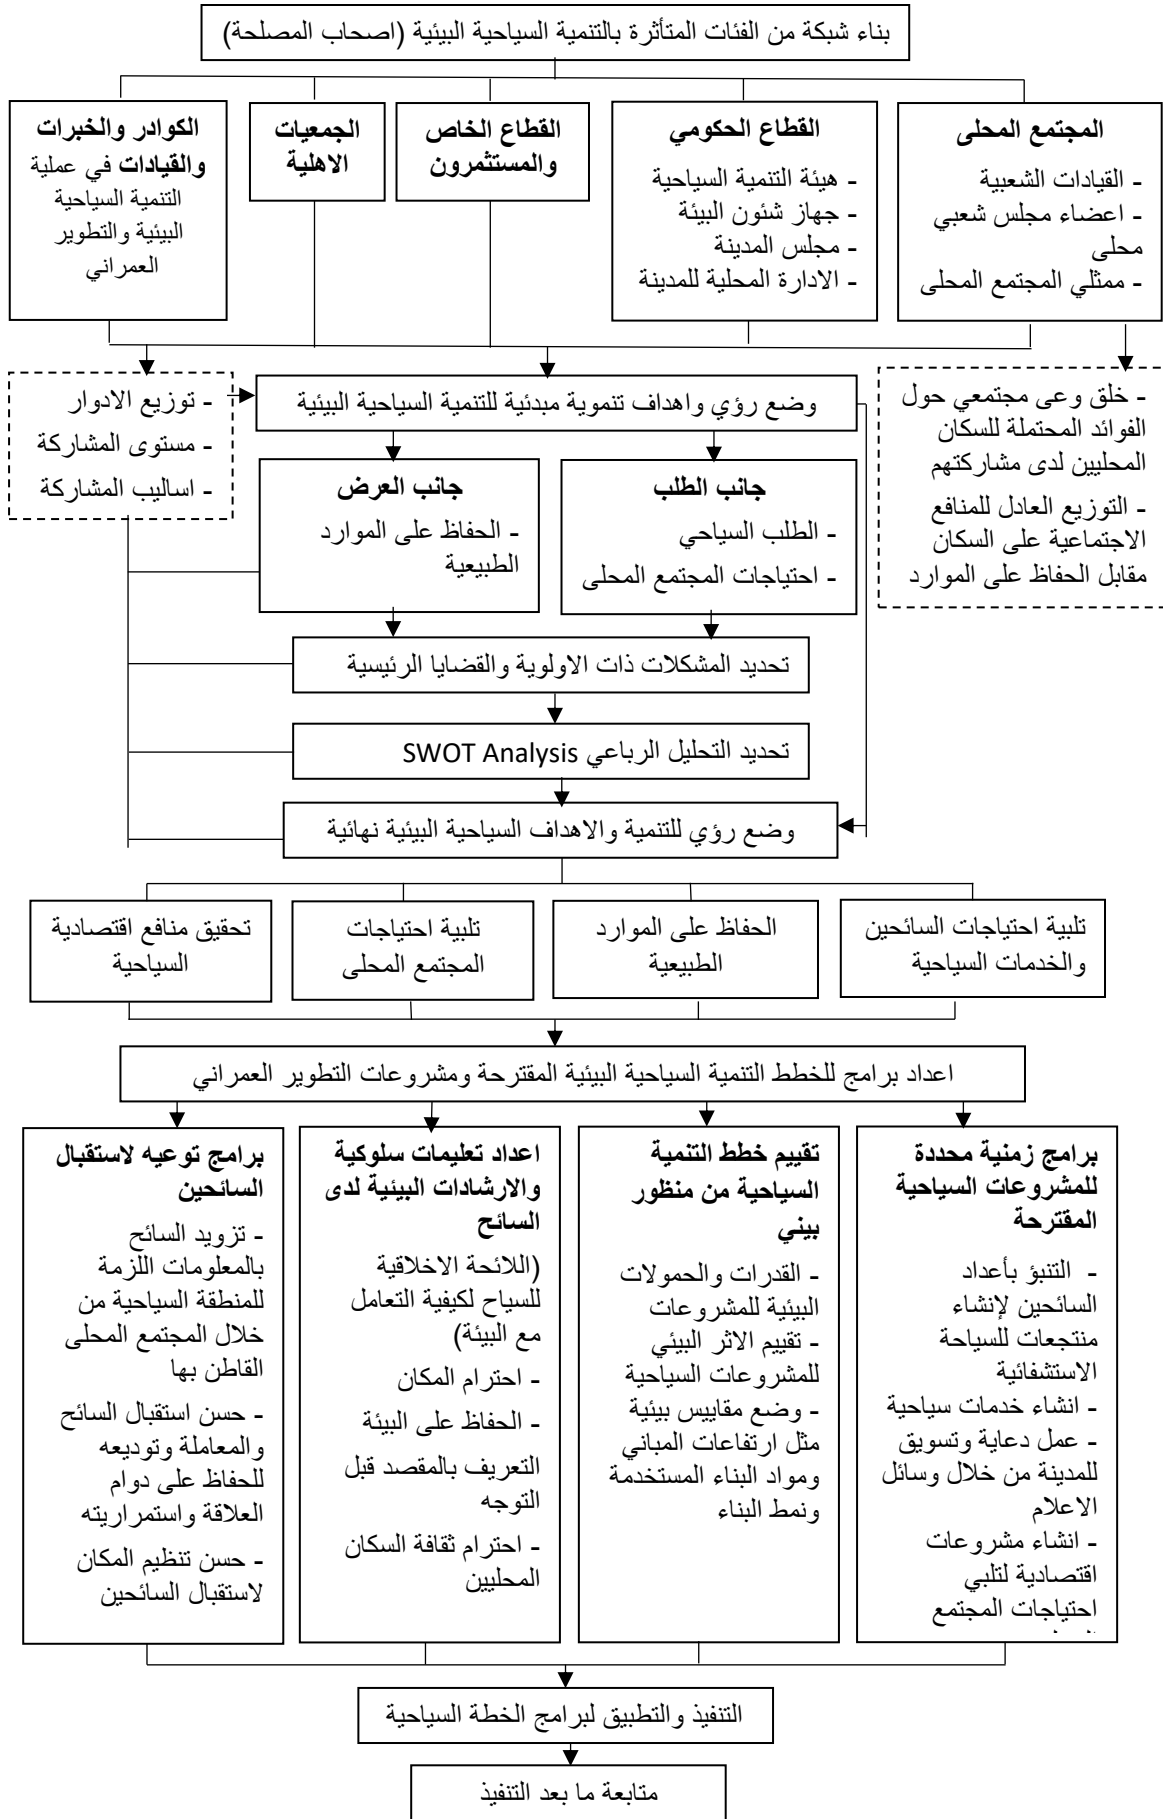 بناء شبكة من الفئات المتأثرة بالتنمية السياحية البيئية (اصحاب المصلحة)
المجتمع المحلى
- القيادات الشعبية
- اعضاء مجلس شعبي
محلى
- ممثلي المجتمع المحلى
القطاع الحكومي
- هيئة التنمية السياحية
- جهاز شئون البيئة
- مجلس المدينة
- الادارة المحلية للمدينة
القطاع الخاص
والمستثمرون
الجمعيات
الاهلية
الكوادر والخبرات
والقيادات في عملية
التنمية السياحية
البيئية والتطوير
العمراني
- خلق وعى مجتمعي حول
الفوائد المحتملة للسكان
المحليين لدى مشاركتهم
- التوزيع العادل للمنافع
الاجتماعية على السكان
مقابل الحفاظ على الموارد
وضع رؤي واهداف تنموية مبدئية للتنمية السياحية البيئية
- توزيع الادوار
- مستوى المشاركة
- اساليب المشاركة
جانب الطلب
- الطلب السياحي
- احتياجات المجتمع المحلى
جانب العرض
- الحفاظ على الموارد
الطبيعية
تحديد المشكلات ذات الاولوية والقضايا الرئيسية
تحديد التحليل الرباعي SWOT Analysis
وضع رؤي للتنمية والاهداف السياحية البيئية نهائية
تلبية احتياجات السائحين
والخدمات السياحية
الحفاظ على الموارد
الطبيعية
تلبية احتياجات
المجتمع المحلى
تحقيق منافع اقتصادية
السياحية
اعداد برامج للخطط التنمية السياحية البيئية المقترحة ومشروعات التطوير العمراني
برامج زمنية محددة
للمشروعات السياحية
المقترحة
- التنبؤ بأعداد
السائحين لإنشاء
منتجعات للسياحة
الاستشفائية
- انشاء خدمات سياحية
- عمل دعاية وتسويق
للمدينة من خلال وسائل
الاعلام
- انشاء مشروعات
اقتصادية لتلبي
احتياجات المجتمع
تقييم خطط التنمية
السياحية من منظور
بيني
- القدرات والحمولات
البيئية للمشروعات
- تقييم الاثر البيئي
للمشروعات السياحية
- وضع مقاييس بيئية
مثل ارتفاعات المباني
ومواد البناء المستخدمة
ونمط البناء
اعداد تعليمات سلوكية
والارشادات البيئية لدى
السائح
(اللائحة الاخلاقية
للسياح لكيفية التعامل
مع البيئة)
- احترام المكان
- الحفاظ على البيئة
التعريف بالمقصد قبل
التوجه
- احترام ثقافة السكان
المحليين
برامج توعيه لاستقبال
السائحين
- تزويد السائح
بالمعلومات اللزمة
للمنطقة السياحية من
خلال المجتمع المحلى
القاطن بها
- حسن استقبال السائح
والمعاملة وتوديعه
للحفاظ على دوام
العلاقة واستمراريته
- حسن تنظيم المكان
لاستقبال السائحين
التنفيذ والتطبيق لبرامج الخطة السياحية
متابعة ما بعد التنفيذ